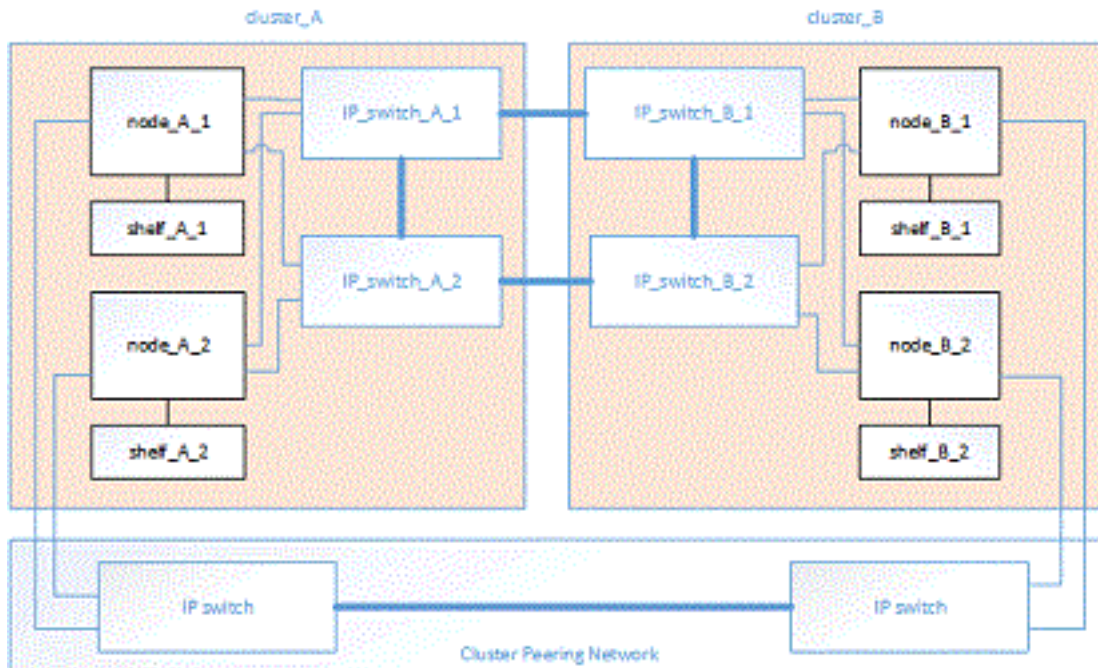 cluster_A
cluster_B
node_A_1
IP_switch_A_1
IP_switch_B_1
node_B_1
shelf_A_1
shelf_B_1
IP_switch_A_2
IP_switch_B_2
node_A_2
node_B_2
shelf_A_2
shelf_B_2
IP switch
IP switch
Cluster Peering Network